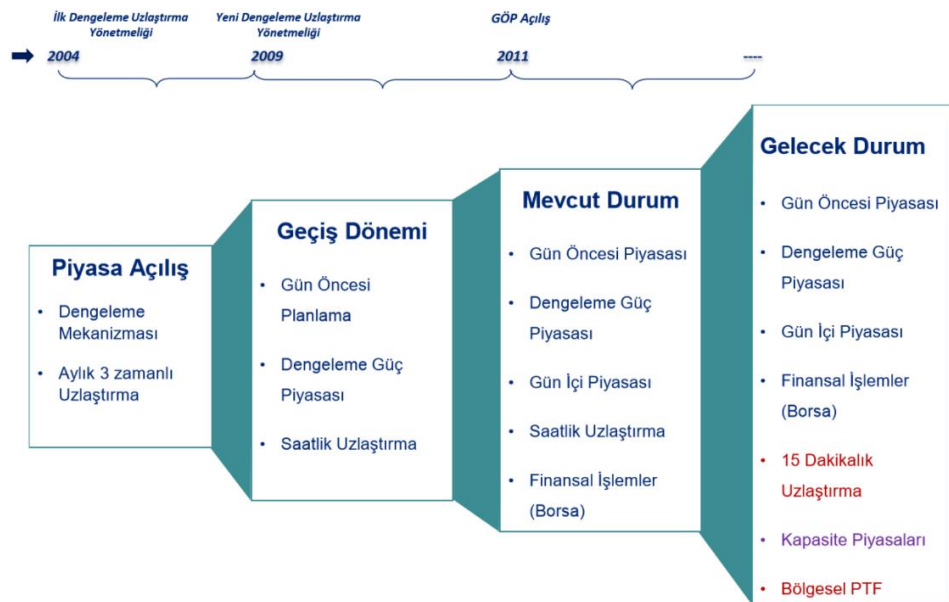 İlk Dengeleme Uzlaştırma
Yönetmeliği
Yeni Dengeleme Uzlaştırma
Yönetmeliği
GÖP Açılış
2004
2009
2011
----
Piyasa Açılış
• Dengeleme
Mekanizması
• Aylık 3 zamanlı
Uzlaştırma
Geçiş Dönemi
• Gün Öncesi
Planlama
• Dengeleme Güç
Piyasası
• Saatlik Uzlaştırma
Mevcut Durum
• Gün Öncesi Piyasası
• Dengeleme Güç
Piyasası
• Gün İçi Piyasası
• Saatlik Uzlaştırma
• Finansal İşlemler
(Borsa)
Gelecek Durum
• Gün Öncesi Piyasası
• Dengeleme Güç
Piyasası
• Gün İçi Piyasası
• Finansal İşlemler
(Borsa)
• 15 Dakikalık
Uzlaştırma
• Kapasite Piyasaları
• Bölgesel PTF